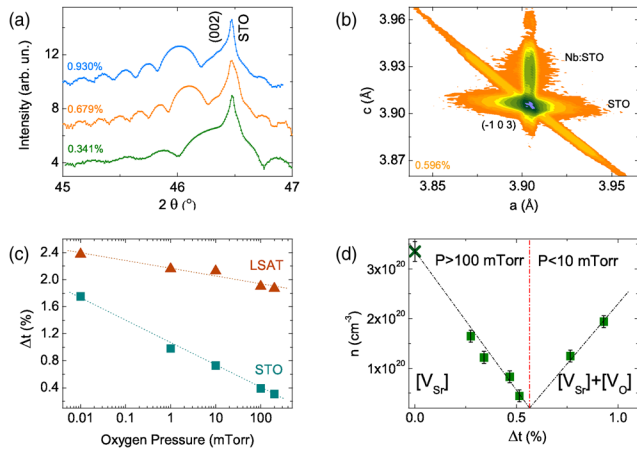 (a)
(002)
STO
0.930%
0.679%
0.341%
12
8
4
Intensity (arb. un.)
45
46
47
2 θ (°)
(b)
3.96
3.93
3.90
3.87
c (Å)
Nb:STO
STO
(-1 0 3)
0.596%
3.85
3.90
3.95
a (Å)
(c)
2.4
2.0
1.6
1.2
0.8
0.4
Δt (%)
LSAT
STO
0.01
0.1
1
10
100
Oxygen Pressure (mTorr)
(d)
P>100 mTorr
P<10 mTorr
3x10²⁰
2x10²⁰
1x10²⁰
n (cm⁻³)
[V_Sr]
[V_Sr]+[V_O]
0.0
0.5
1.0
Δt (%)